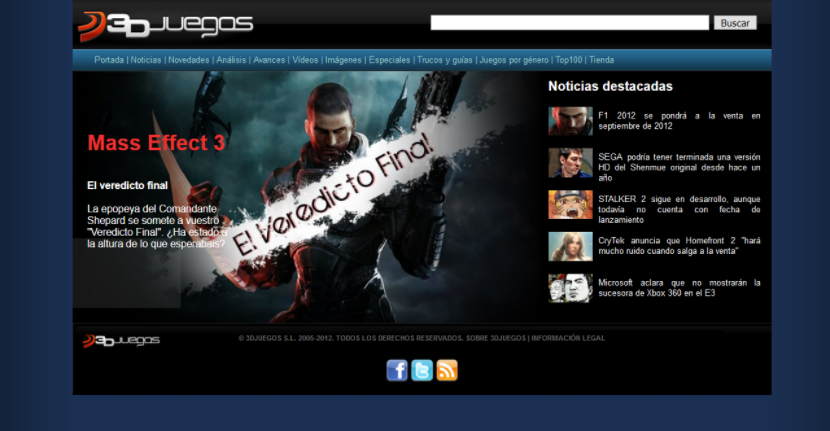 3DJUEGOS
Buscar
Portada | Noticias | Novedades | Análisis | Avances | Vídeos | Imágenes | Especiales | Trucos y guías | Juegos por género | Top100 | Tienda
Mass Effect 3
El veredicto final
La epopeya del Comandante
Shepard se somete a vuestro
"Veredicto Final". ¿Ha estado a
la altura de lo que esperabais?
El Veredicto Final
Noticias destacadas
F1 2012 se pondrá a la venta en
septiembre de 2012
SEGA podría tener terminada una versión
HD del Shenmue original desde hace un
año
STALKER 2 sigue en desarrollo, aunque
todavía no cuenta con fecha de
lanzamiento
CryTek anuncia que Homefront 2 "hará
mucho ruido cuando salga a la venta"
Microsoft aclara que no mostrarán la
sucesora de Xbox 360 en el E3
3DJUEGOS
© 3DJUEGOS S.L. 2005-2012. TODOS LOS DERECHOS RESERVADOS. SOBRE 3DJUEGOS | INFORMACIÓN LEGAL